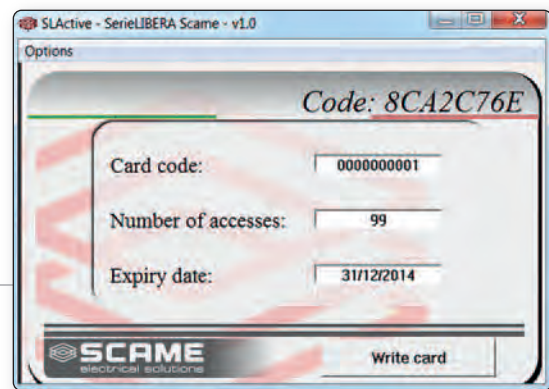 SLActive - SerieLIBERA Scame - v1.0
Options
Code: 8CA2C76E
Card code: 0000000001
Number of accesses: 99
Expiry date: 31/12/2014
SCAME
electrical solutions
Write card